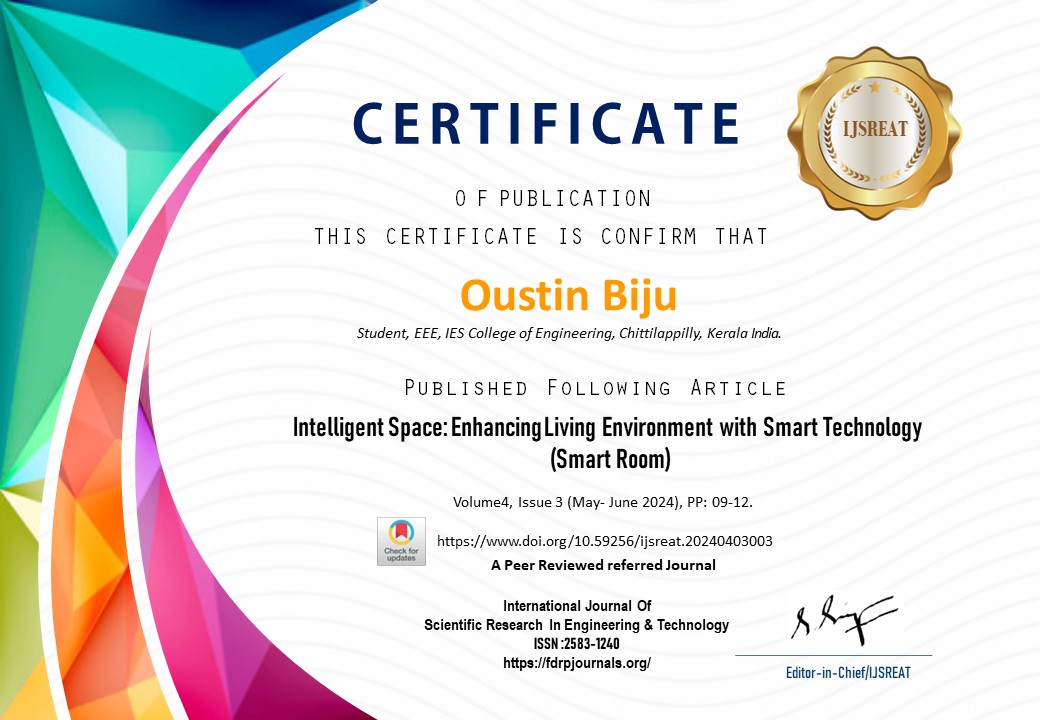 CERTIFICATE
IJSREAT
O F PUBLICATION
THIS CERTIFICATE IS CONFIRM THAT
Oustin Biju
Student, EEE, IES College of Engineering, Chittilappilly, Kerala India.
Published Following Article
Intelligent Space: Enhancing Living Environment with Smart Technology
(Smart Room)
Volume4, Issue 3 (May- June 2024), PP: 09-12.
Check for
updates
https://www.doi.org/10.59256/ijsreat.20240403003
A Peer Reviewed referred Journal
International Journal Of
Scientific Research In Engineering & Technology
ISSN :2583-1240
https://fdrpjournals.org/
Editor-in-Chief/IJSREAT